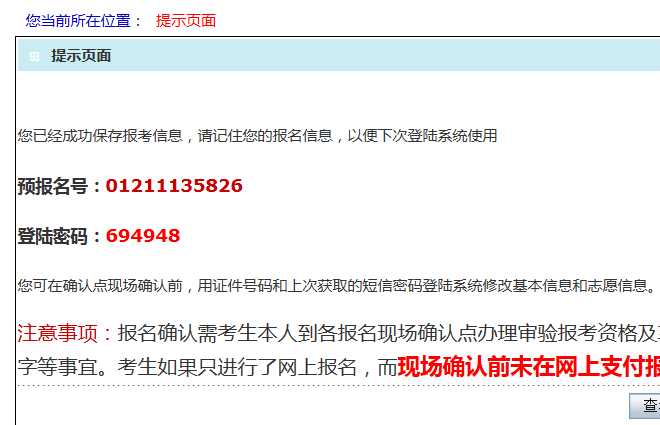 您当前所在位置： 提示页面
提示页面
您已经成功保存报考信息，请记住您的报名信息，以便下次登陆系统使用
预报名号：01211135826
登陆密码：694948
您可在确认点现场确认前，用证件号码和上次获取的短信密码登陆系统修改基本信息和志愿信息。
注意事项：报名确认需考生本人到各报名现场确认点办理审验报考资格及
字等事宜。考生如果只进行了网上报名，而现场确认前未在网上支付报
查